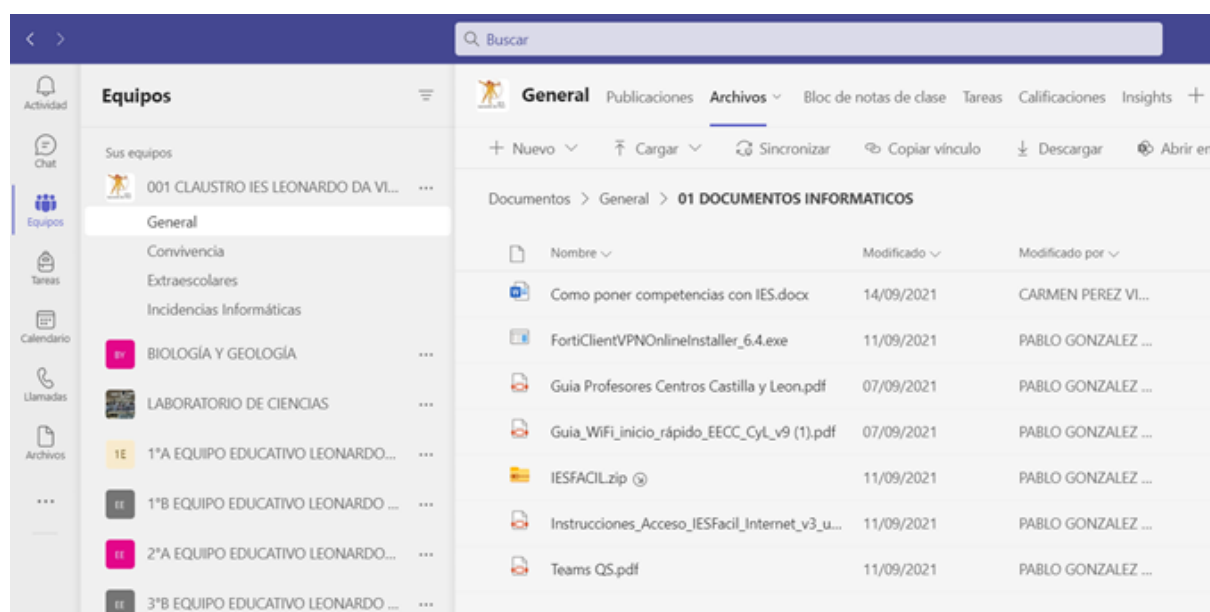 Buscar
Actividad
Chat
Equipos
Tareas
Calendario
Llamadas
Archivos
Equipos
Sus equipos
001 CLAUSTRO IES LEONARDO DA VI...
General
Convivencia
Extraescolares
Incidencias Informáticas
BY BIOLOGÍA Y GEOLOGÍA
LABORATORIO DE CIENCIAS
1E 1ºA EQUIPO EDUCATIVO LEONARDO...
EE 1ºB EQUIPO EDUCATIVO LEONARDO ...
EE 2ºA EQUIPO EDUCATIVO LEONARDO...
EE 3ºB EQUIPO EDUCATIVO LEONARDO ...
General Publicaciones Archivos Bloc de notas de clase Tareas Calificaciones Insights +
+ Nuevo Cargar Sincronizar Copiar vínculo Descargar Abrir en
Documentos > General > 01 DOCUMENTOS INFORMATICOS
Nombre Modificado Modificado por
Como poner competencias con IES.docx 14/09/2021 CARMEN PEREZ VI...
FortiClientVPNOnlineInstaller_6.4.exe 11/09/2021 PABLO GONZALEZ ...
Guia Profesores Centros Castilla y Leon.pdf 07/09/2021 PABLO GONZALEZ ...
Guia_WiFi_inicio_rápido_EECC_CyL_v9 (1).pdf 07/09/2021 PABLO GONZALEZ ...
IESFACIL.zip 11/09/2021 PABLO GONZALEZ ...
Instrucciones_Acceso_IESFacil_Internet_v3_u... 11/09/2021 PABLO GONZALEZ ...
Teams QS.pdf 11/09/2021 PABLO GONZALEZ ...